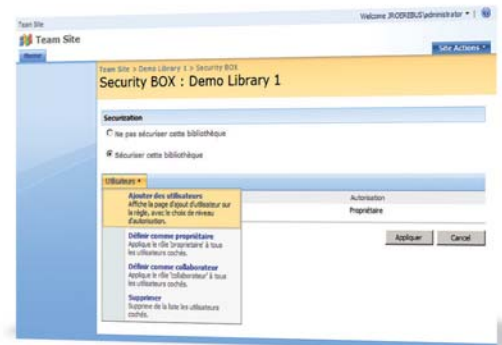 Team Site
Welcome JROEREBUS\administrator
Team Site
Home
Site Actions
Team Site > Demo Library 1 > Security BOX
Security BOX : Demo Library 1
Securization
Ne pas sécuriser cette bibliothèque
Sécuriser cette bibliothèque
Utilisateurs
Ajouter des utilisateurs
Affiche la page d'ajout d'utilisateur sur
la règle, avec le choix de niveau
d'autorisation.
Autorisation
Propriétaire
Définir comme propriétaire
Applique le rôle 'propriétaire' à tous
les utilisateurs cochés.
Définir comme collaborateur
Applique le rôle 'collaborateur' à tous
les utilisateurs cochés.
Supprimer
Supprime de la liste les utilisateurs
cochés.
Appliquer
Cancel